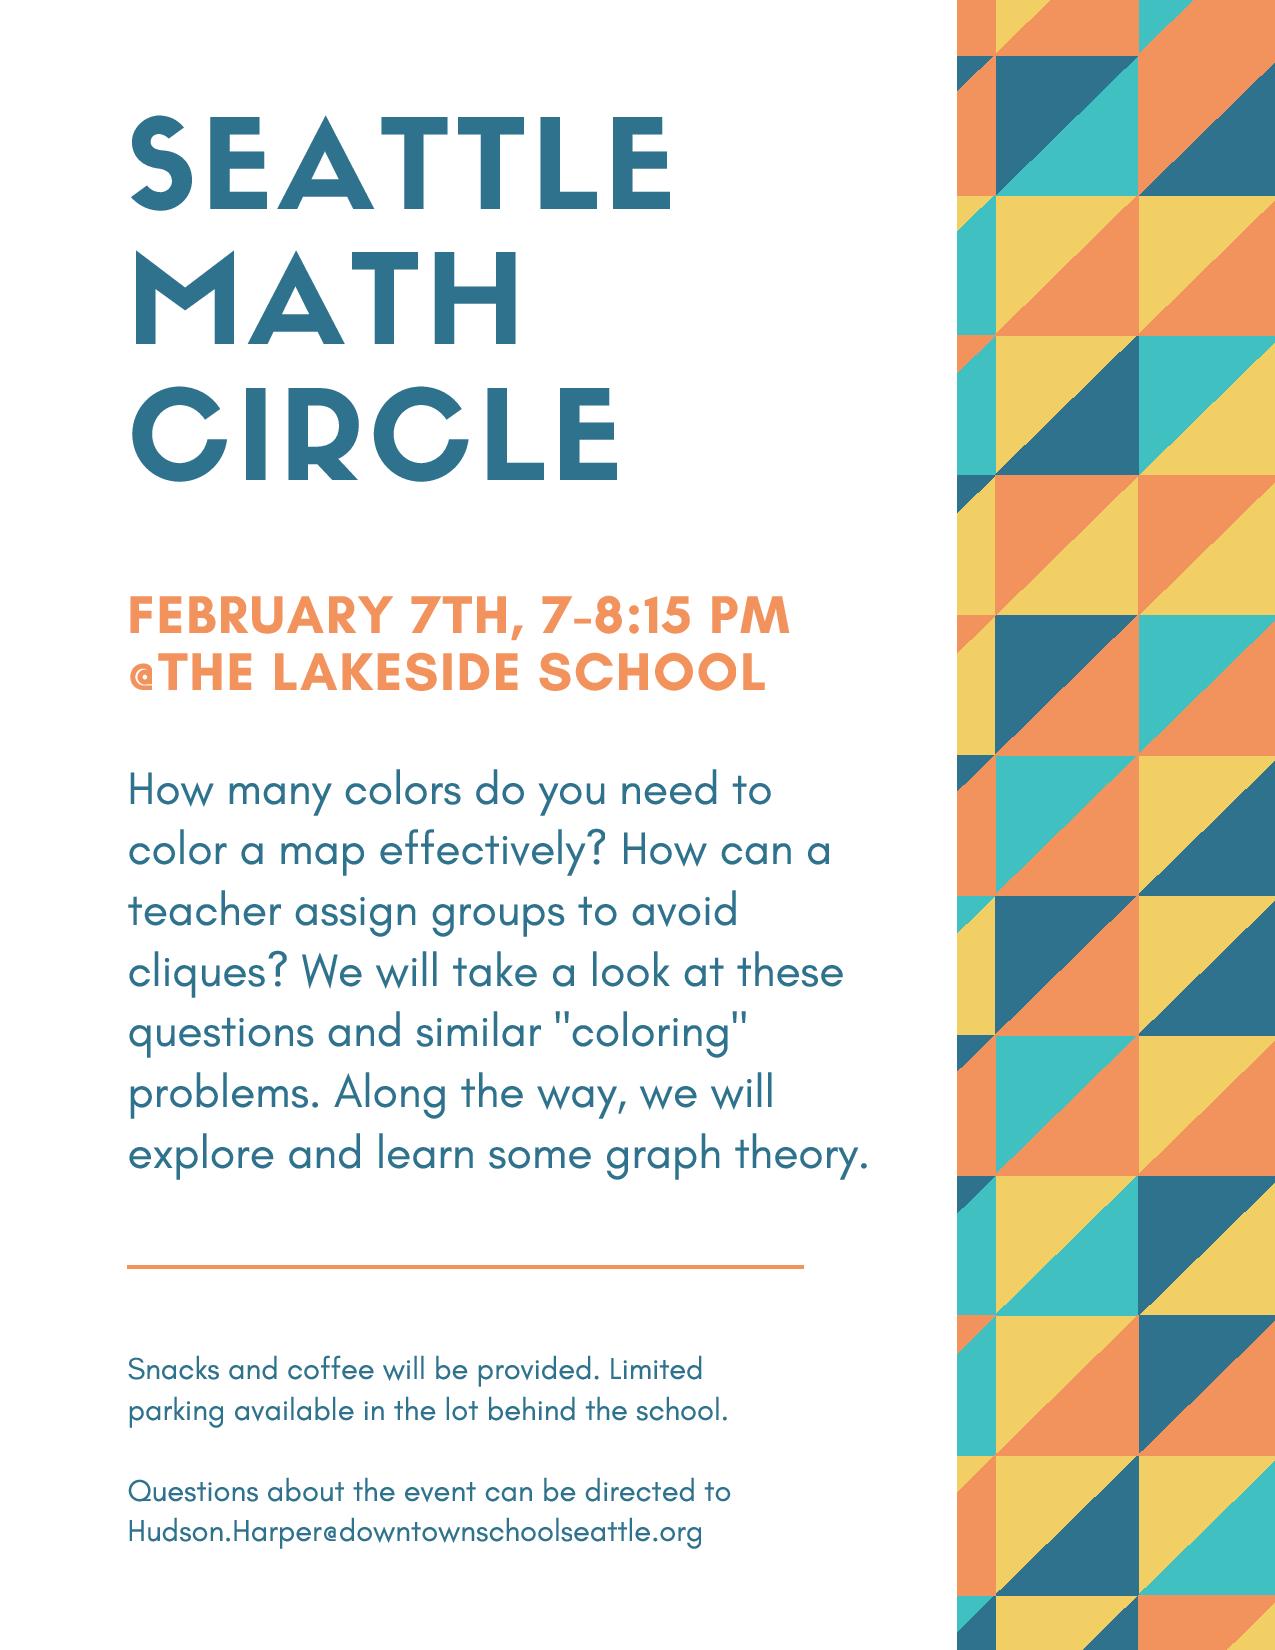 SEATTLE
MATH
CIRCLE
FEBRUARY 7TH, 7-8:15 PM
@THE LAKESIDE SCHOOL
How many colors do you need to
color a map effectively? How can a
teacher assign groups to avoid
cliques? We will take a look at these
questions and similar "coloring"
problems. Along the way, we will
explore and learn some graph theory.
Snacks and coffee will be provided. Limited
parking available in the lot behind the school.
Questions about the event can be directed to
Hudson.Harper@downtownschoolseattle.org